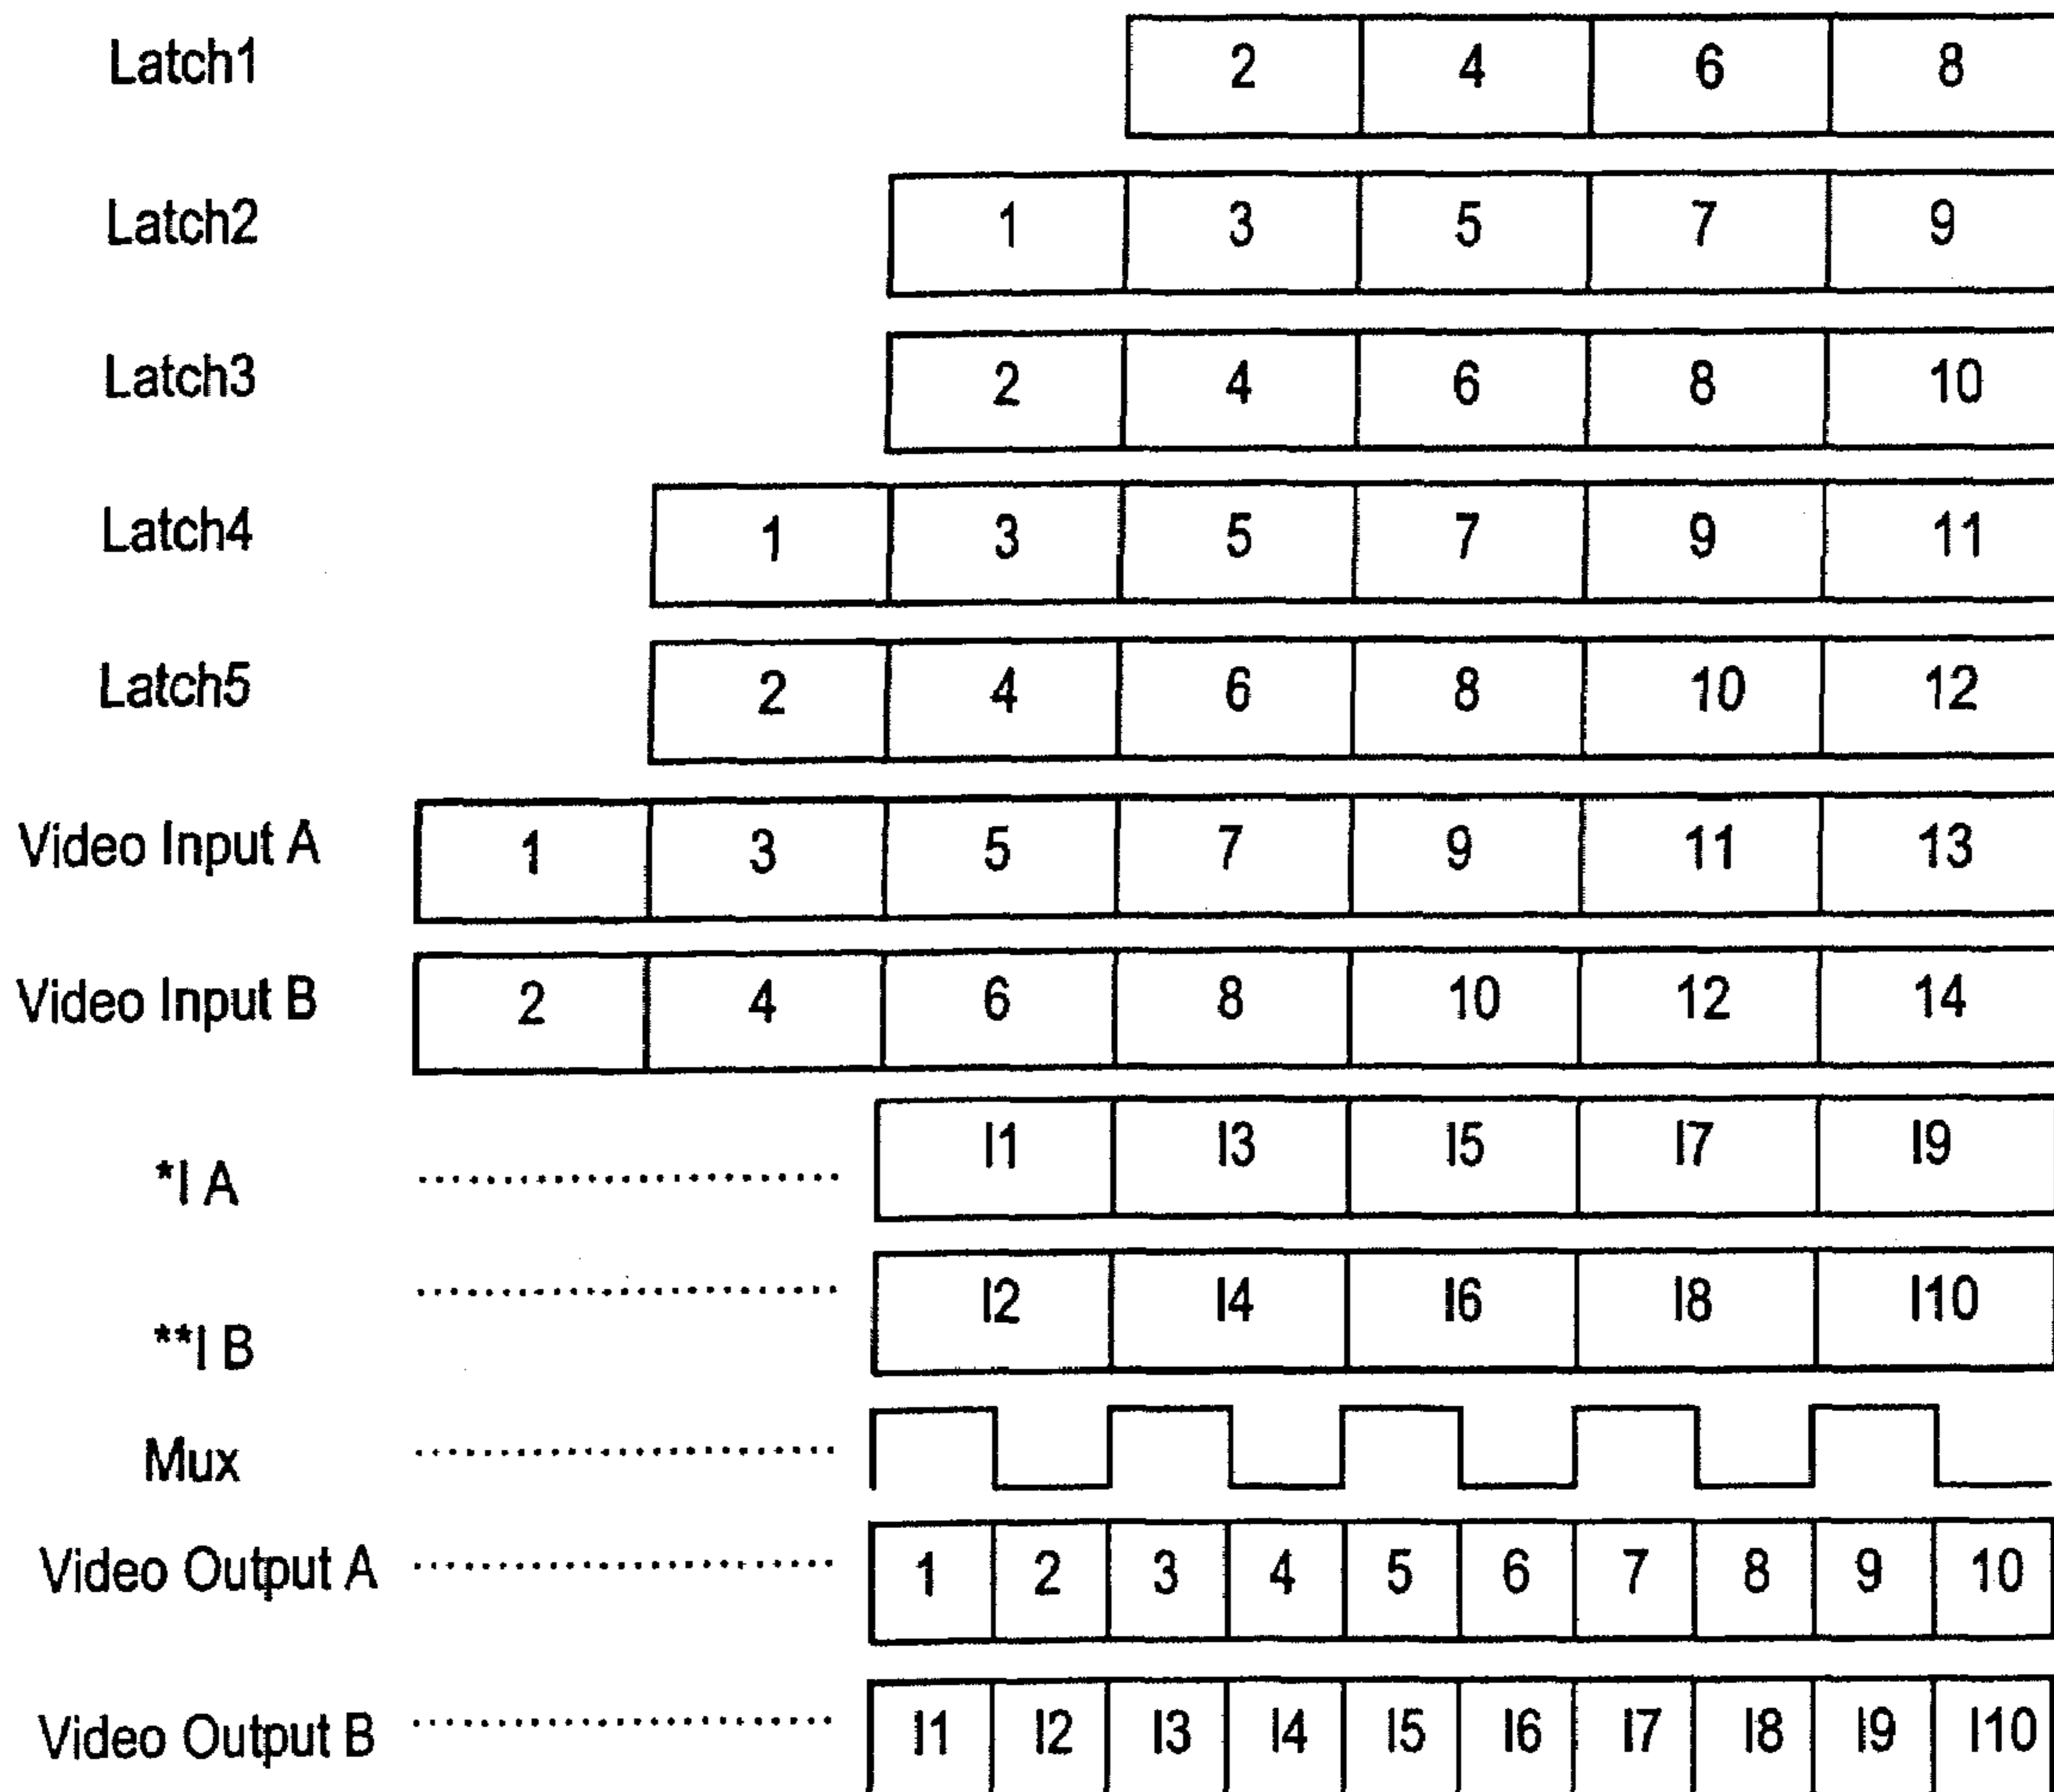 Latch1 2 4 6 8
Latch2 1 3 5 7 9
Latch3 2 4 6 8 10
Latch4 1 3 5 7 9 11
Latch5 2 4 6 8 10 12
Video Input A 1 3 5 7 9 11 13
Video Input B 2 4 6 8 10 12 14
*I A I1 I3 I5 I7 I9
**I B I2 I4 I6 I8 I10
Mux
Video Output A 1 2 3 4 5 6 7 8 9 10
Video Output B I1 I2 I3 I4 I5 I6 I7 I8 I9 I10